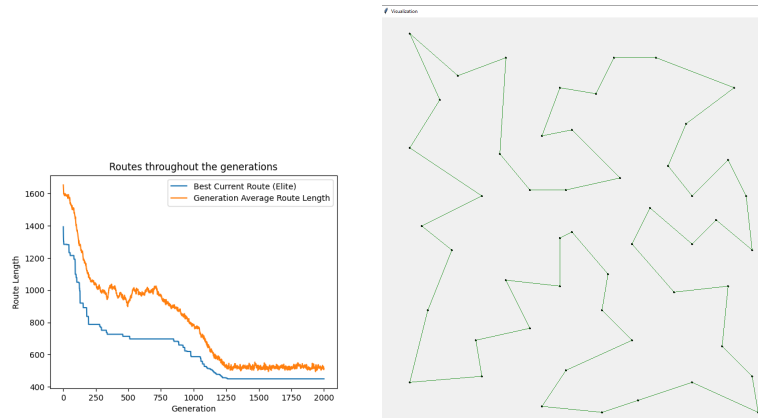 Visualization
Routes throughout the generations
Best Current Route (Elite)
Generation Average Route Length
Route Length
1600
1400
1200
1000
800
600
400
0
250
500
750
1000
1250
1500
1750
2000
Generation